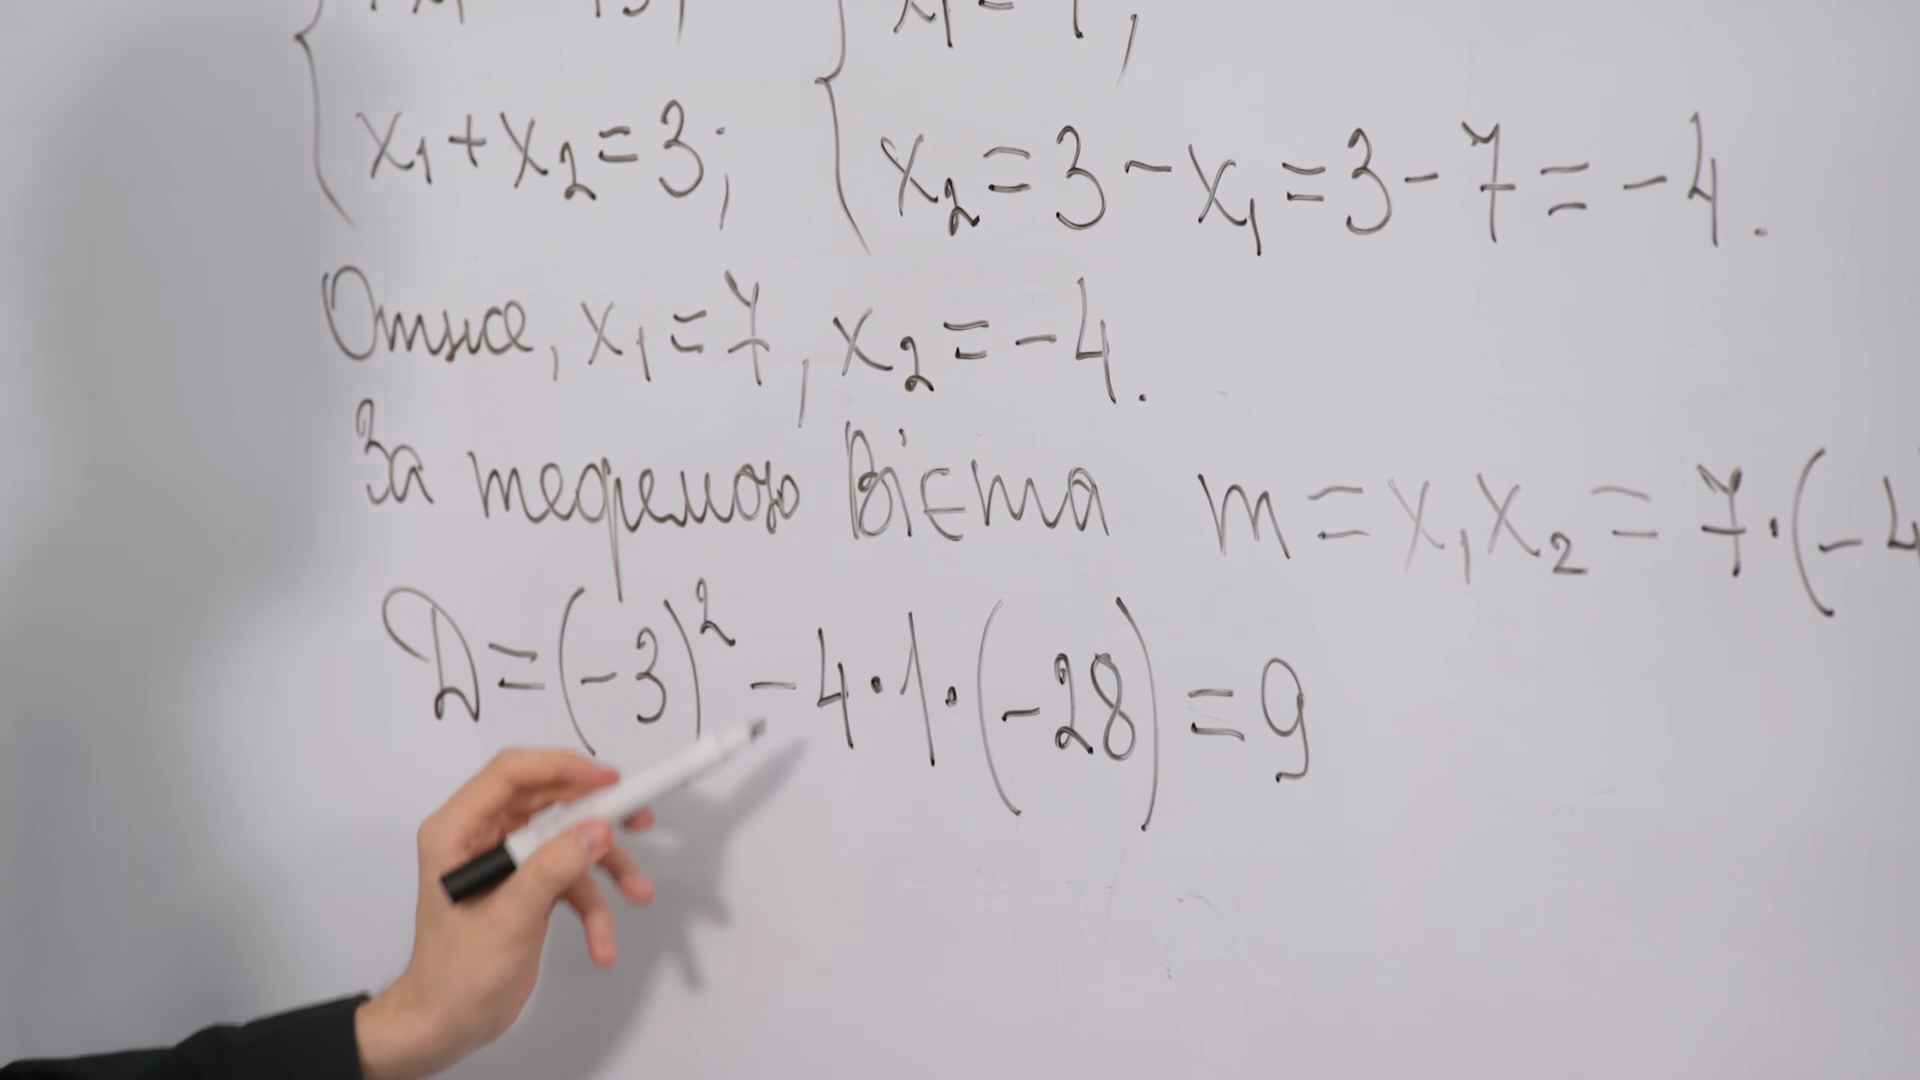 x₁+x₂=3;
x₂=3-x₁=3-7=-4.
Отже, x₁=7, x₂=-4.
За теоремою Вієта m=x₁x₂=7·(-4
D=(-3)²-4·1·(-28)=9